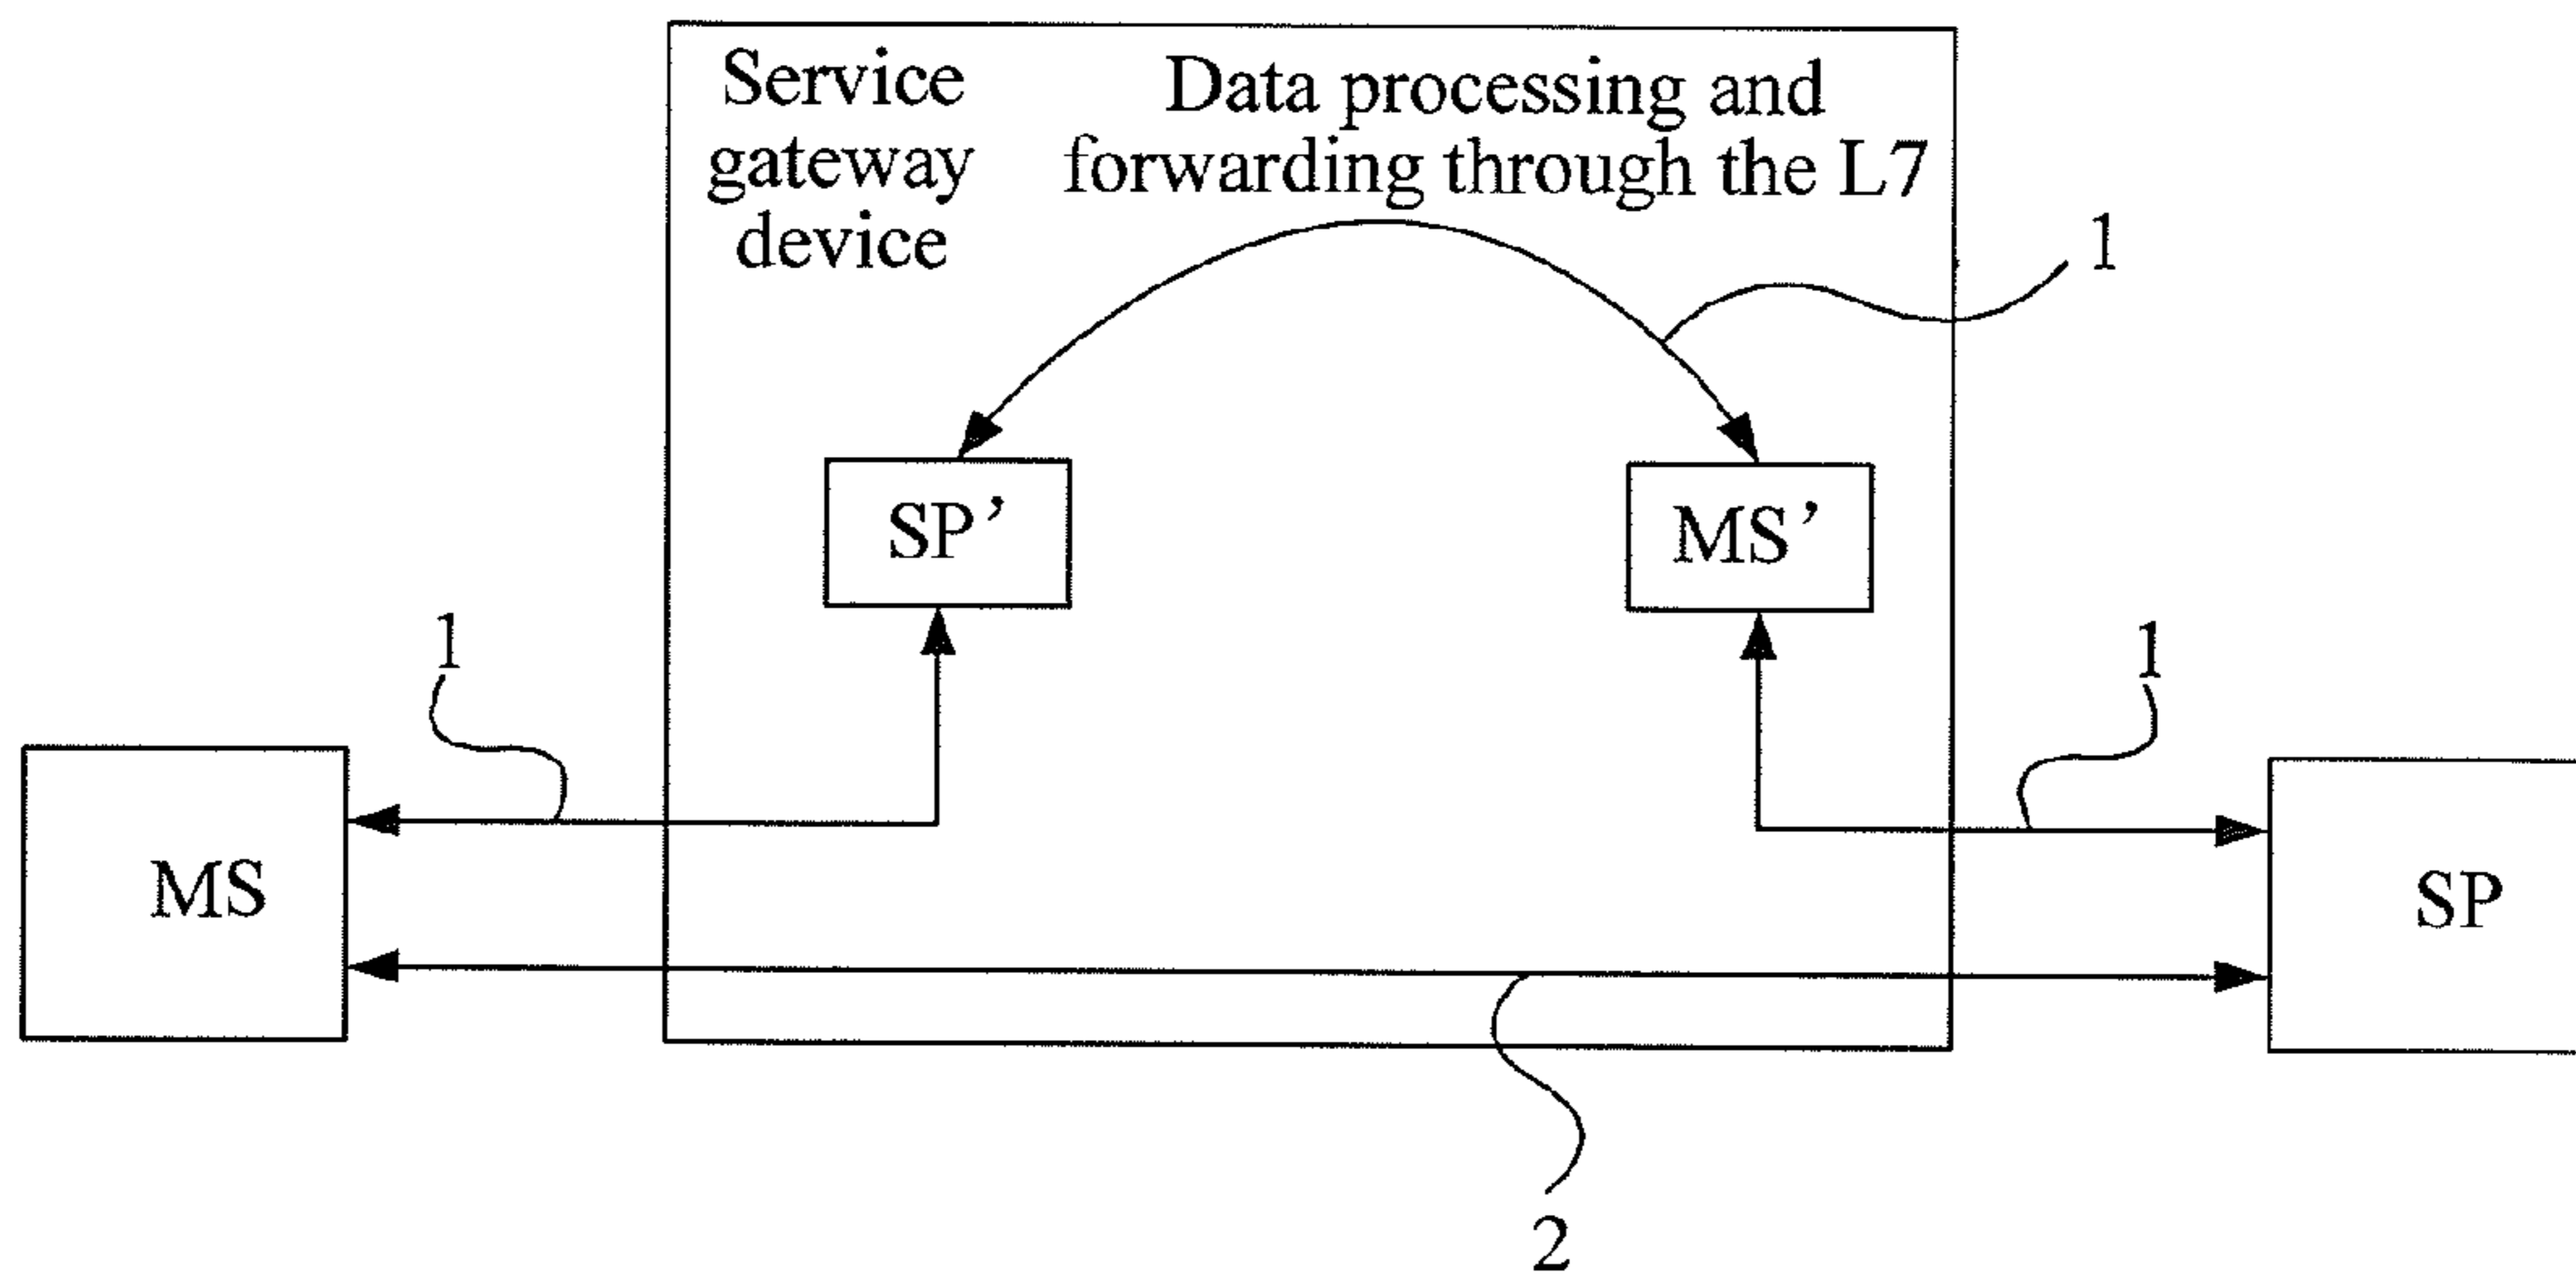 Service
gateway
device
Data processing and
forwarding through the L7
1
SP’
MS’
1
1
MS
SP
2